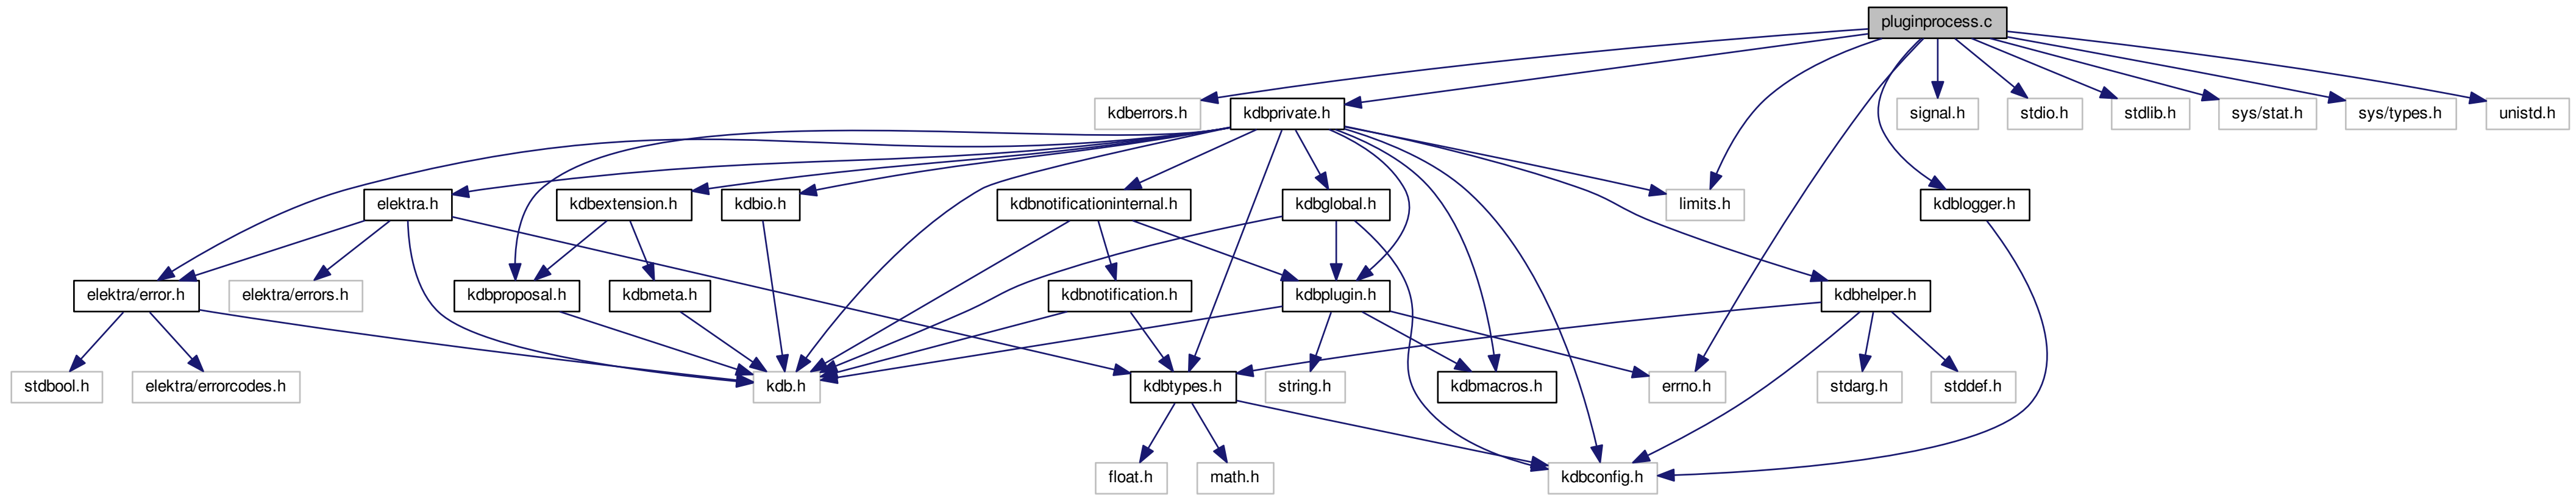 pluginprocess.c
kdberrors.h
kdbprivate.h
signal.h
stdio.h
stdlib.h
sys/stat.h
sys/types.h
unistd.h
elektra.h
kdbextension.h
kdbio.h
kdbnotificationinternal.h
kdbglobal.h
limits.h
kdblogger.h
elektra/error.h
elektra/errors.h
kdbproposal.h
kdbmeta.h
kdbnotification.h
kdbplugin.h
kdbhelper.h
stdbool.h
elektra/errorcodes.h
kdb.h
kdbtypes.h
string.h
kdbmacros.h
errno.h
stdarg.h
stddef.h
float.h
math.h
kdbconfig.h